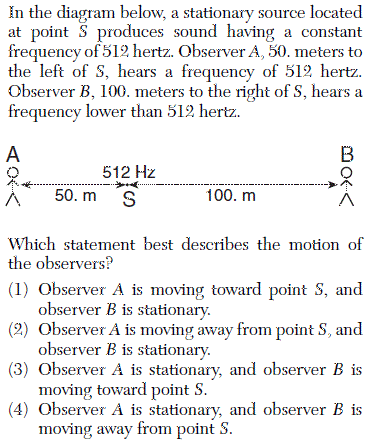 In the diagram below, a stationary source located
at point S produces sound having a constant
frequency of 512 hertz. Observer A, 50. meters to
the left of S, hears a frequency of 512 hertz.
Observer B, 100. meters to the right of S, hears a
frequency lower than 512 hertz.
A B
512 Hz
50. m S 100. m
Which statement best describes the motion of
the observers?
(1) Observer A is moving toward point S, and
observer B is stationary.
(2) Observer A is moving away from point S, and
observer B is stationary.
(3) Observer A is stationary, and observer B is
moving toward point S.
(4) Observer A is stationary, and observer B is
moving away from point S.